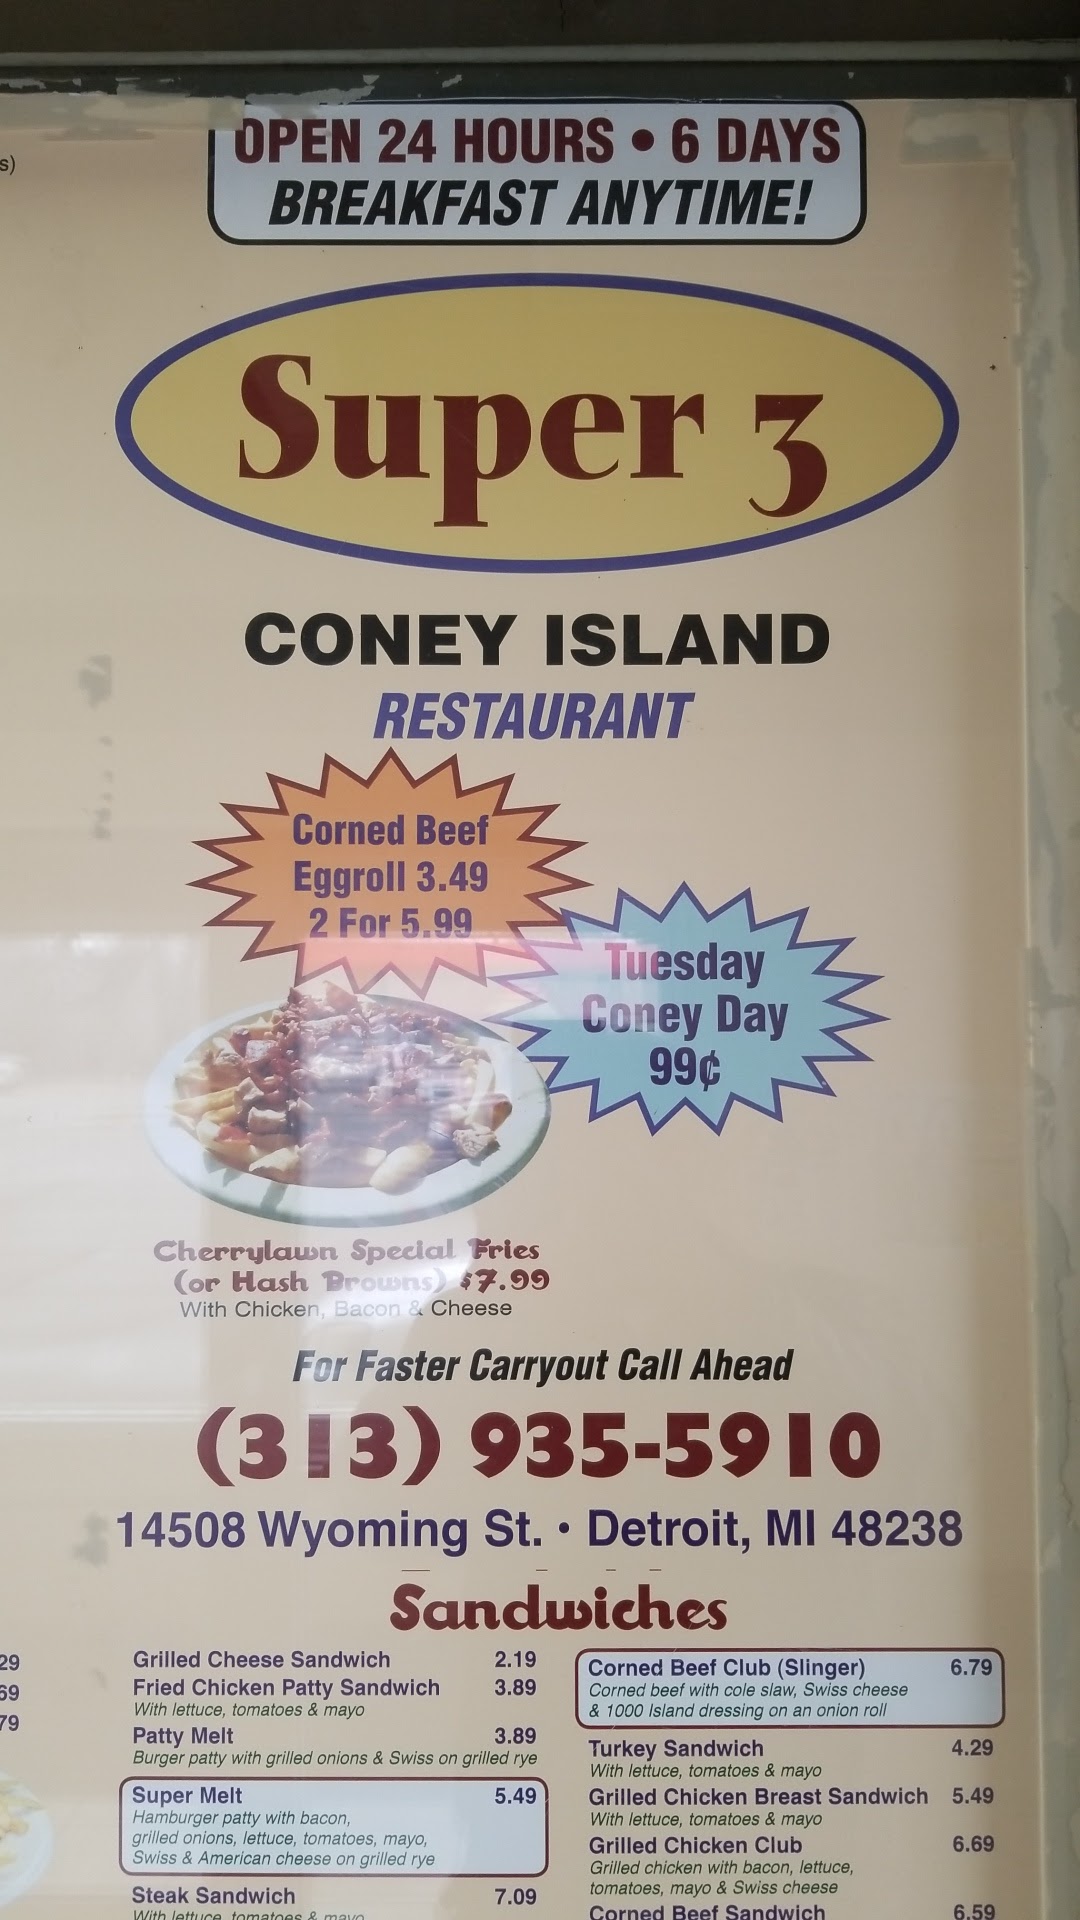 s)
OPEN 24 HOURS • 6 DAYS
BREAKFAST ANYTIME!
Super 3
CONEY ISLAND
RESTAURANT
Corned Beef
Eggroll 3.49
2 For 5.99
Tuesday
Coney Day
99¢
Cherrylawn Special Fries
(or Hash Browns) $7.99
With Chicken, Bacon & Cheese
For Faster Carryout Call Ahead
(313) 935-5910
14508 Wyoming St. • Detroit, MI 48238
Sandwiches
29
69
79
Grilled Cheese Sandwich 2.19
Fried Chicken Patty Sandwich 3.89
With lettuce, tomatoes & mayo
Patty Melt 3.89
Burger patty with grilled onions & Swiss on grilled rye
Super Melt 5.49
Hamburger patty with bacon,
grilled onions, lettuce, tomatoes, mayo,
Swiss & American cheese on grilled rye
Steak Sandwich 7.09
With lettuce, tomatoes & mayo
Corned Beef Club (Slinger) 6.79
Corned beef with cole slaw, Swiss cheese
& 1000 Island dressing on an onion roll
Turkey Sandwich 4.29
With lettuce, tomatoes & mayo
Grilled Chicken Breast Sandwich 5.49
With lettuce, tomatoes & mayo
Grilled Chicken Club 6.69
Grilled chicken with bacon, lettuce,
tomatoes, mayo & Swiss cheese
Corned Beef Sandwich 6.59